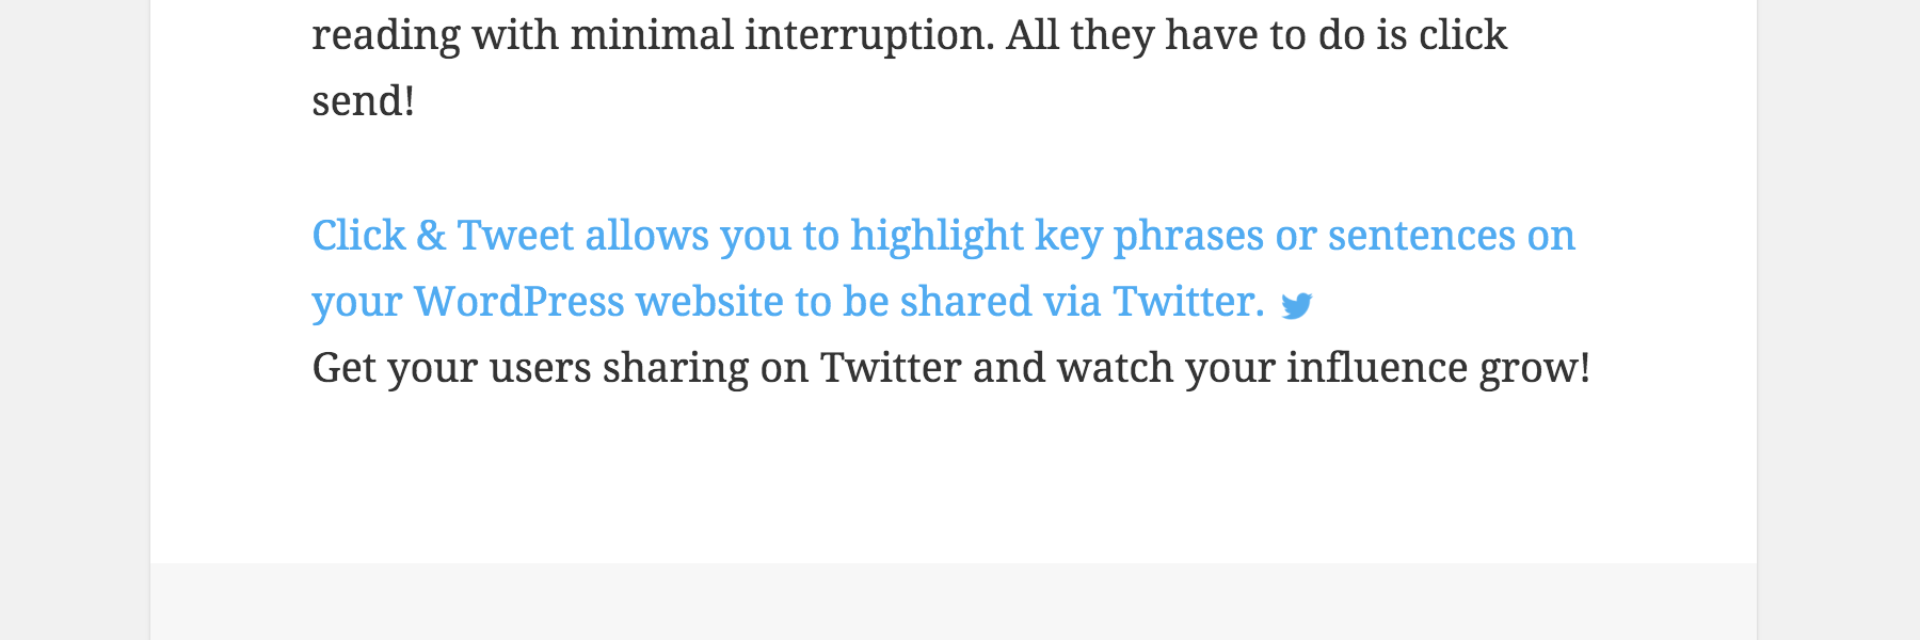 reading with minimal interruption. All they have to do is click
send!
Click & Tweet allows you to highlight key phrases or sentences on
your WordPress website to be shared via Twitter.
Get your users sharing on Twitter and watch your influence grow!